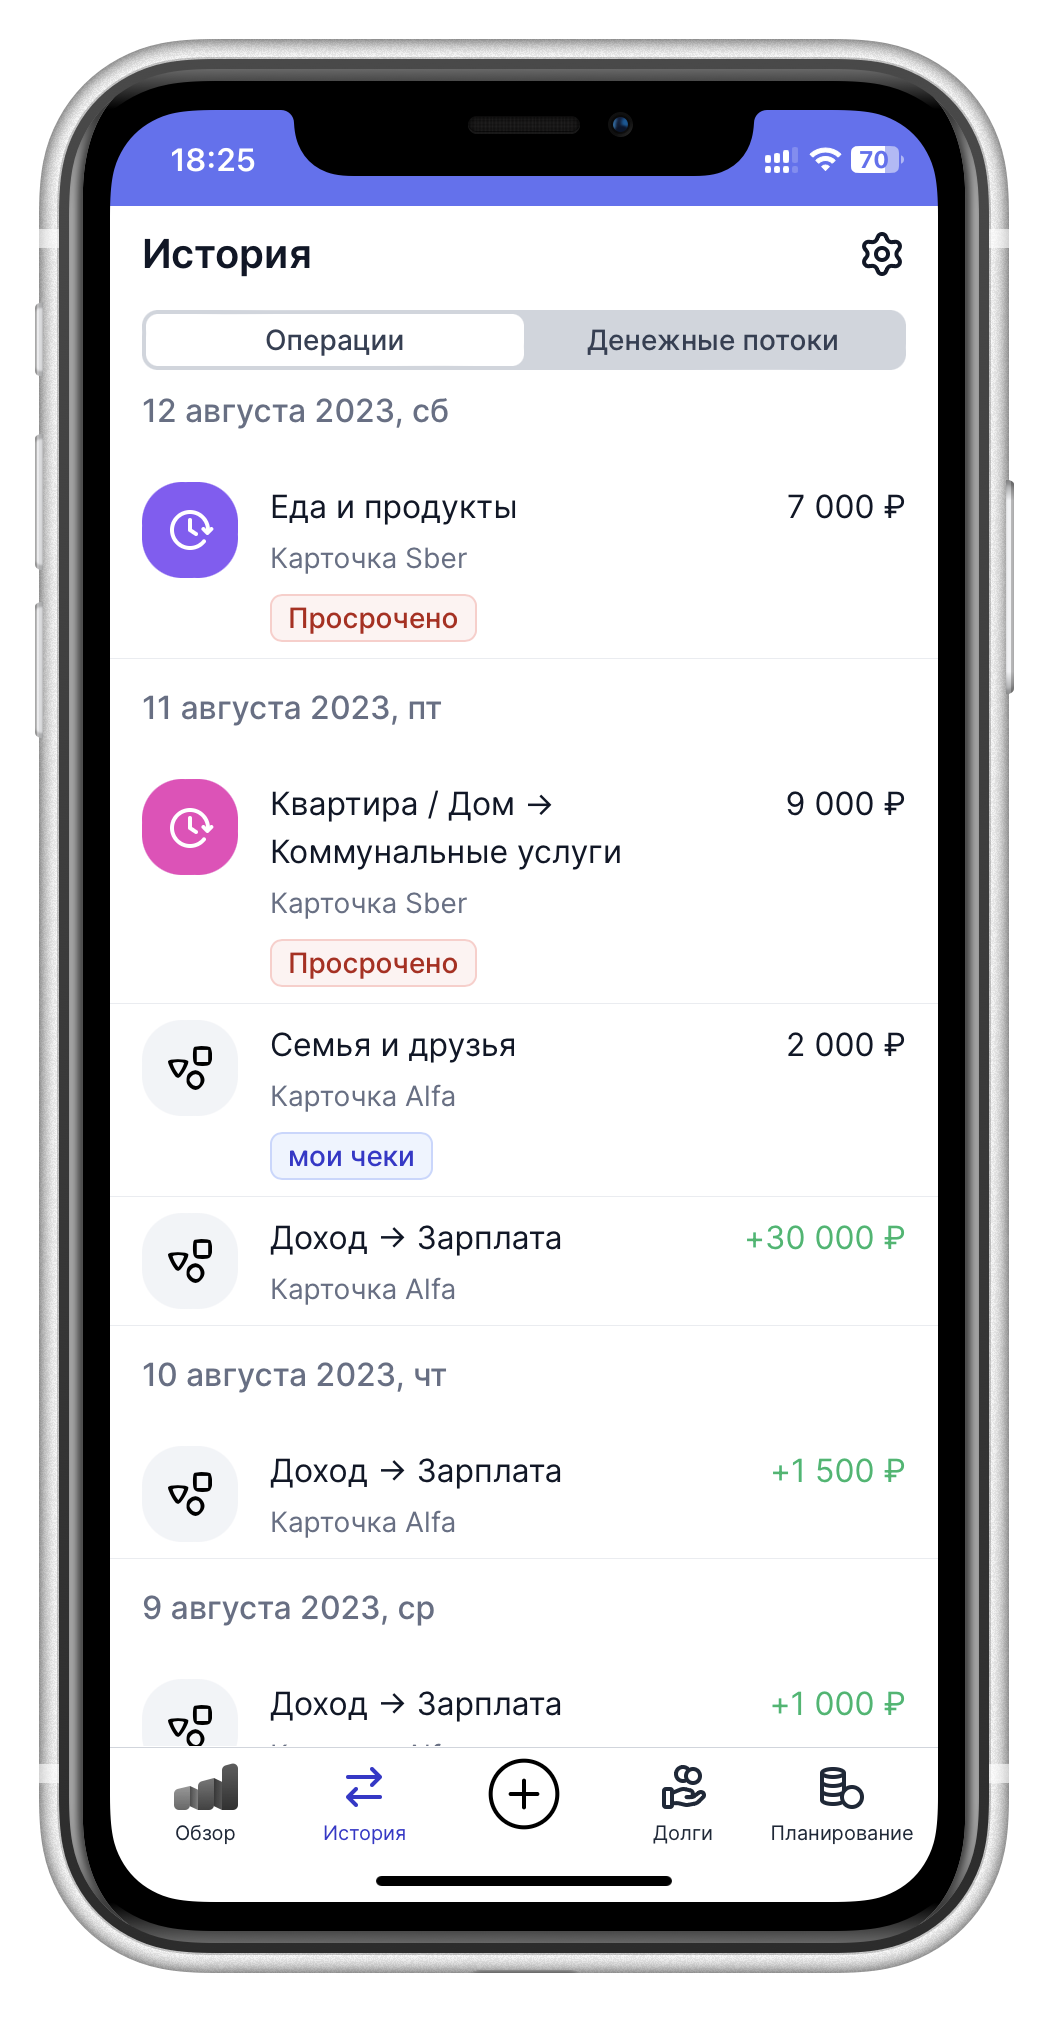 18:25
70
История
Операции
Денежные потоки
12 августа 2023, сб
Еда и продукты
7 000 ₽
Карточка Sber
Просрочено
11 августа 2023, пт
Квартира / Дом →
9 000 ₽
Коммунальные услуги
Карточка Sber
Просрочено
Семья и друзья
2 000 ₽
Карточка Alfa
мои чеки
Доход → Зарплата
+30 000 ₽
Карточка Alfa
10 августа 2023, чт
Доход → Зарплата
+1 500 ₽
Карточка Alfa
9 августа 2023, ср
Доход → Зарплата
+1 000 ₽
Обзор
История
Долги
Планирование